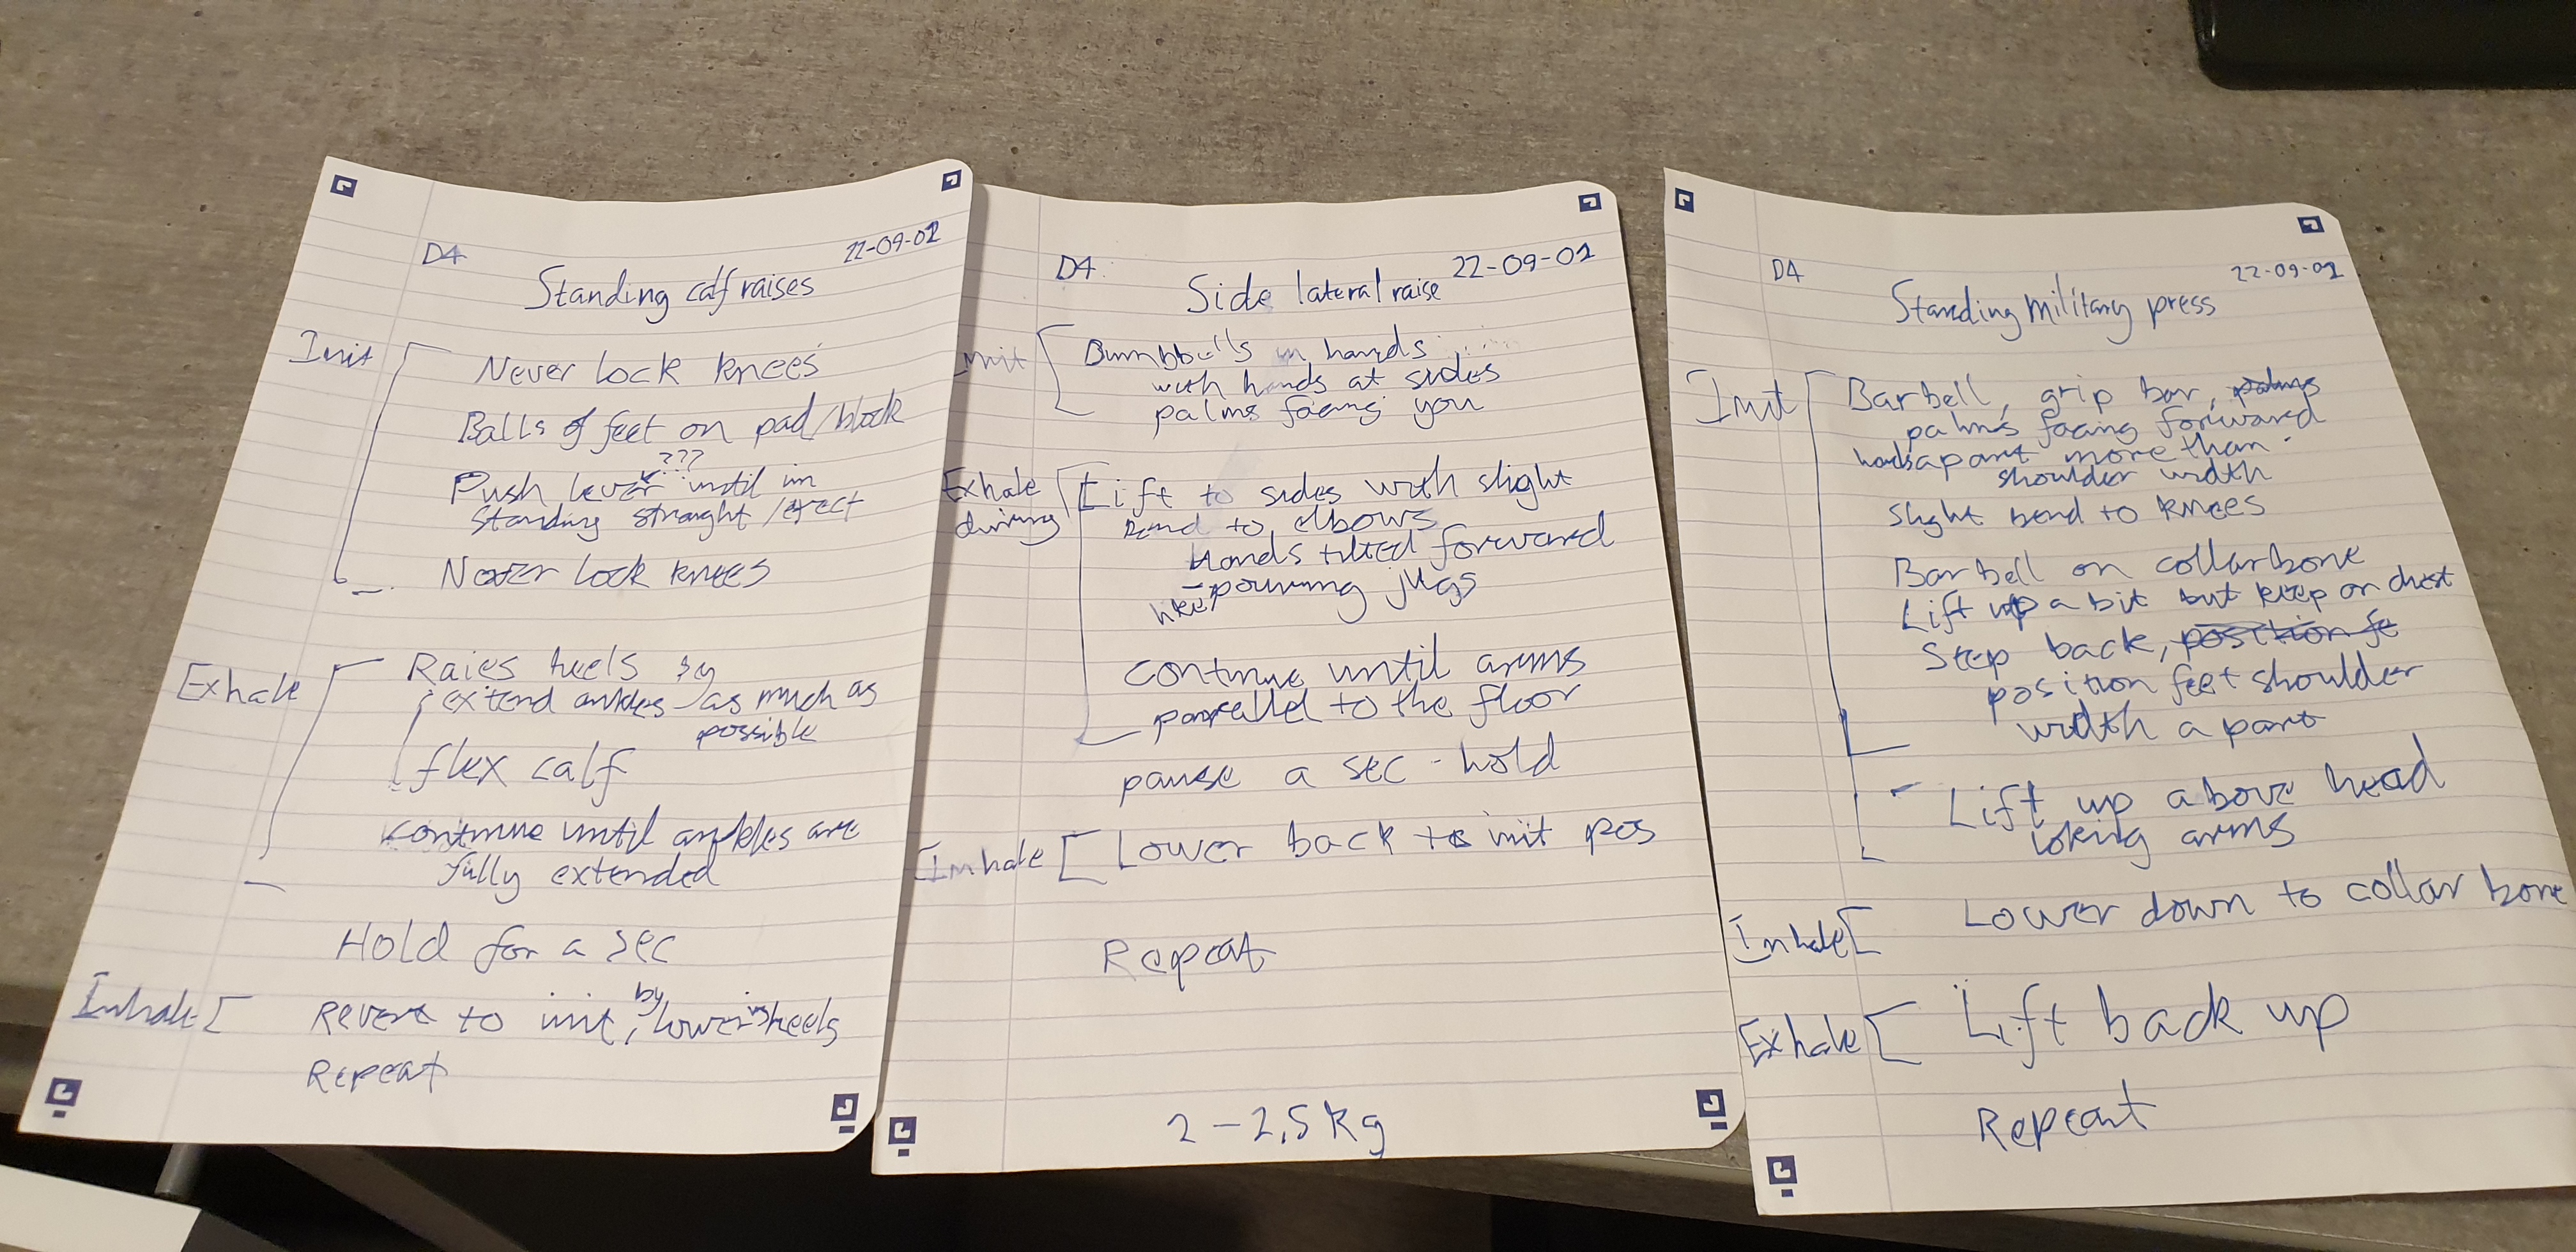 D4
22-09-02
Standing calf raises
Init
Never lock knees
Balls of feet on pad/block
???
Push lever until in
standing straight/erect
Never lock knees
Exhale
Raies heels by
extend ankles as much as
possible
flex calf
continue until ankles are
fully extended
Hold for a sec
Inhale
Revert to init, by lowering heels
Repeat
D4
22-09-02
Side lateral raise
Init
in hands
with hands at sides
palms facing you
Exhale
during
Lift to sides with slight
bend to elbows
hands tilted forward
like pouring jugs
continue until arms
parrellel to the floor
pause a sec - hold
Inhale
Lower back to init pos
Repeat
2-2,5kg
D4
22-09-02
Standing military press
Init
Barbell, grip bar, palms
palms facing forward
hands apart more than
shoulder width
slight bend to knees
Barbell on collarbone
Lift up a bit but keep on chest
Step back, position fe
position feet shoulder
width a part
- Lift up above head
loking arms
Inhale
Lower down to collar bone
Exhale
Lift back up
Repeat